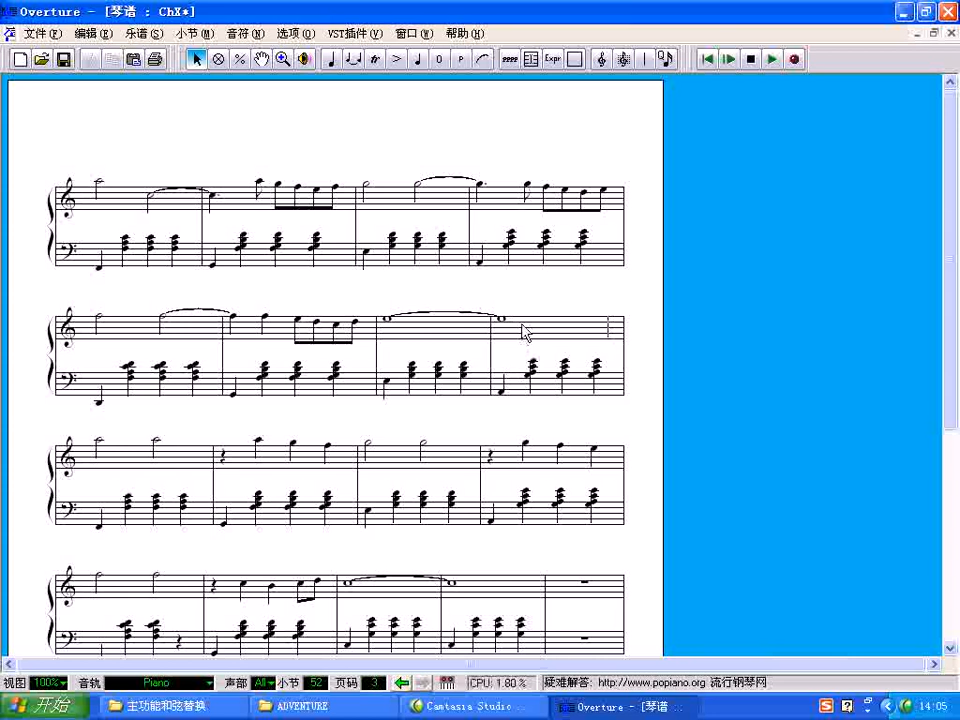 Overture - [琴谱 : ChX*]
文件(F) 编辑(E) 乐谱(S) 小节(M) 音符(N) 选项(O) VST插件(V) 窗口(W) 帮助(H)
tr > 0 P pppp Expr
视图 100% 音轨 Piano 声部 All 小节 52 页码 3 CPU: 1.80 % 疑难解答: http://www.popiano.org 流行钢琴网
开始 主功能和弦替换 ADVENTURE Camtasia Studio ... Overture - [琴谱 : ... 14:05